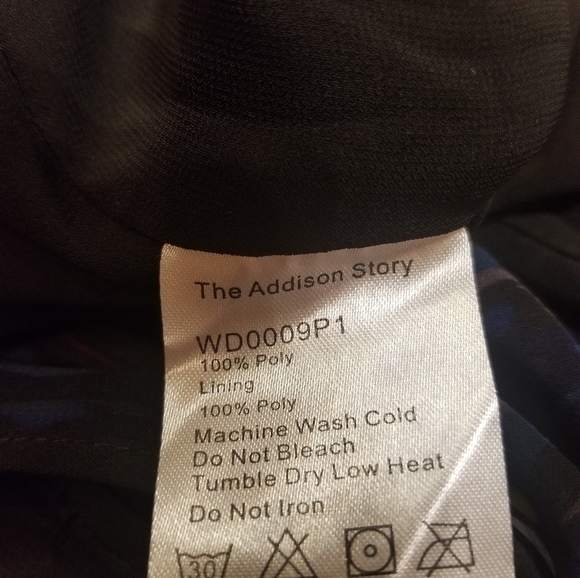 The Addison Story
WD0009P1
100% Poly
Lining
100% Poly
Machine Wash Cold
Do Not Bleach
Tumble Dry Low Heat
Do Not Iron
30